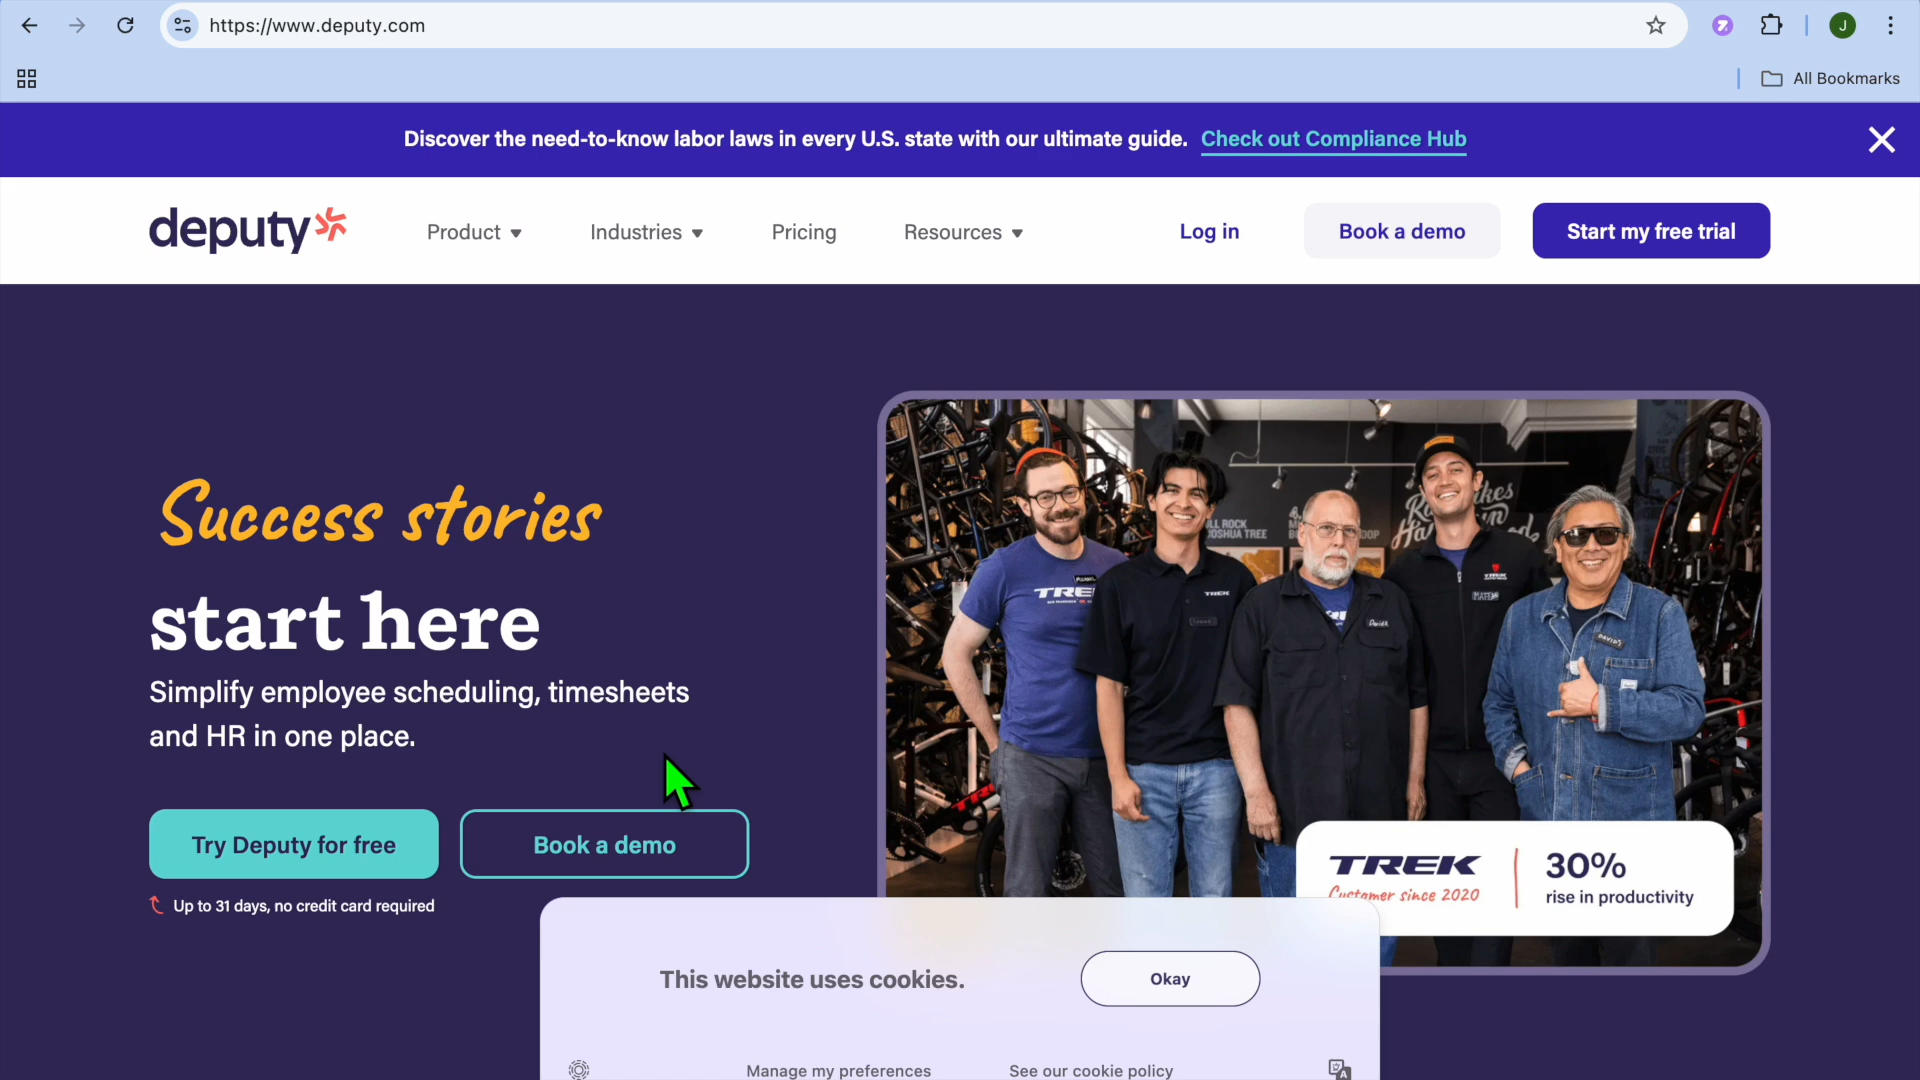 https://www.deputy.com
J
All Bookmarks
Discover the need-to-know labor laws in every U.S. state with our ultimate guide. Check out Compliance Hub
deputy
Product
Industries
Pricing
Resources
Log in
Book a demo
Start my free trial
Success stories
start here
Simplify employee scheduling, timesheets
and HR in one place.
Try Deputy for free
Book a demo
Up to 31 days, no credit card required
TREK
TREK
TREK
Customer since 2020
30%
rise in productivity
This website uses cookies.
Okay
Manage my preferences
See our cookie policy